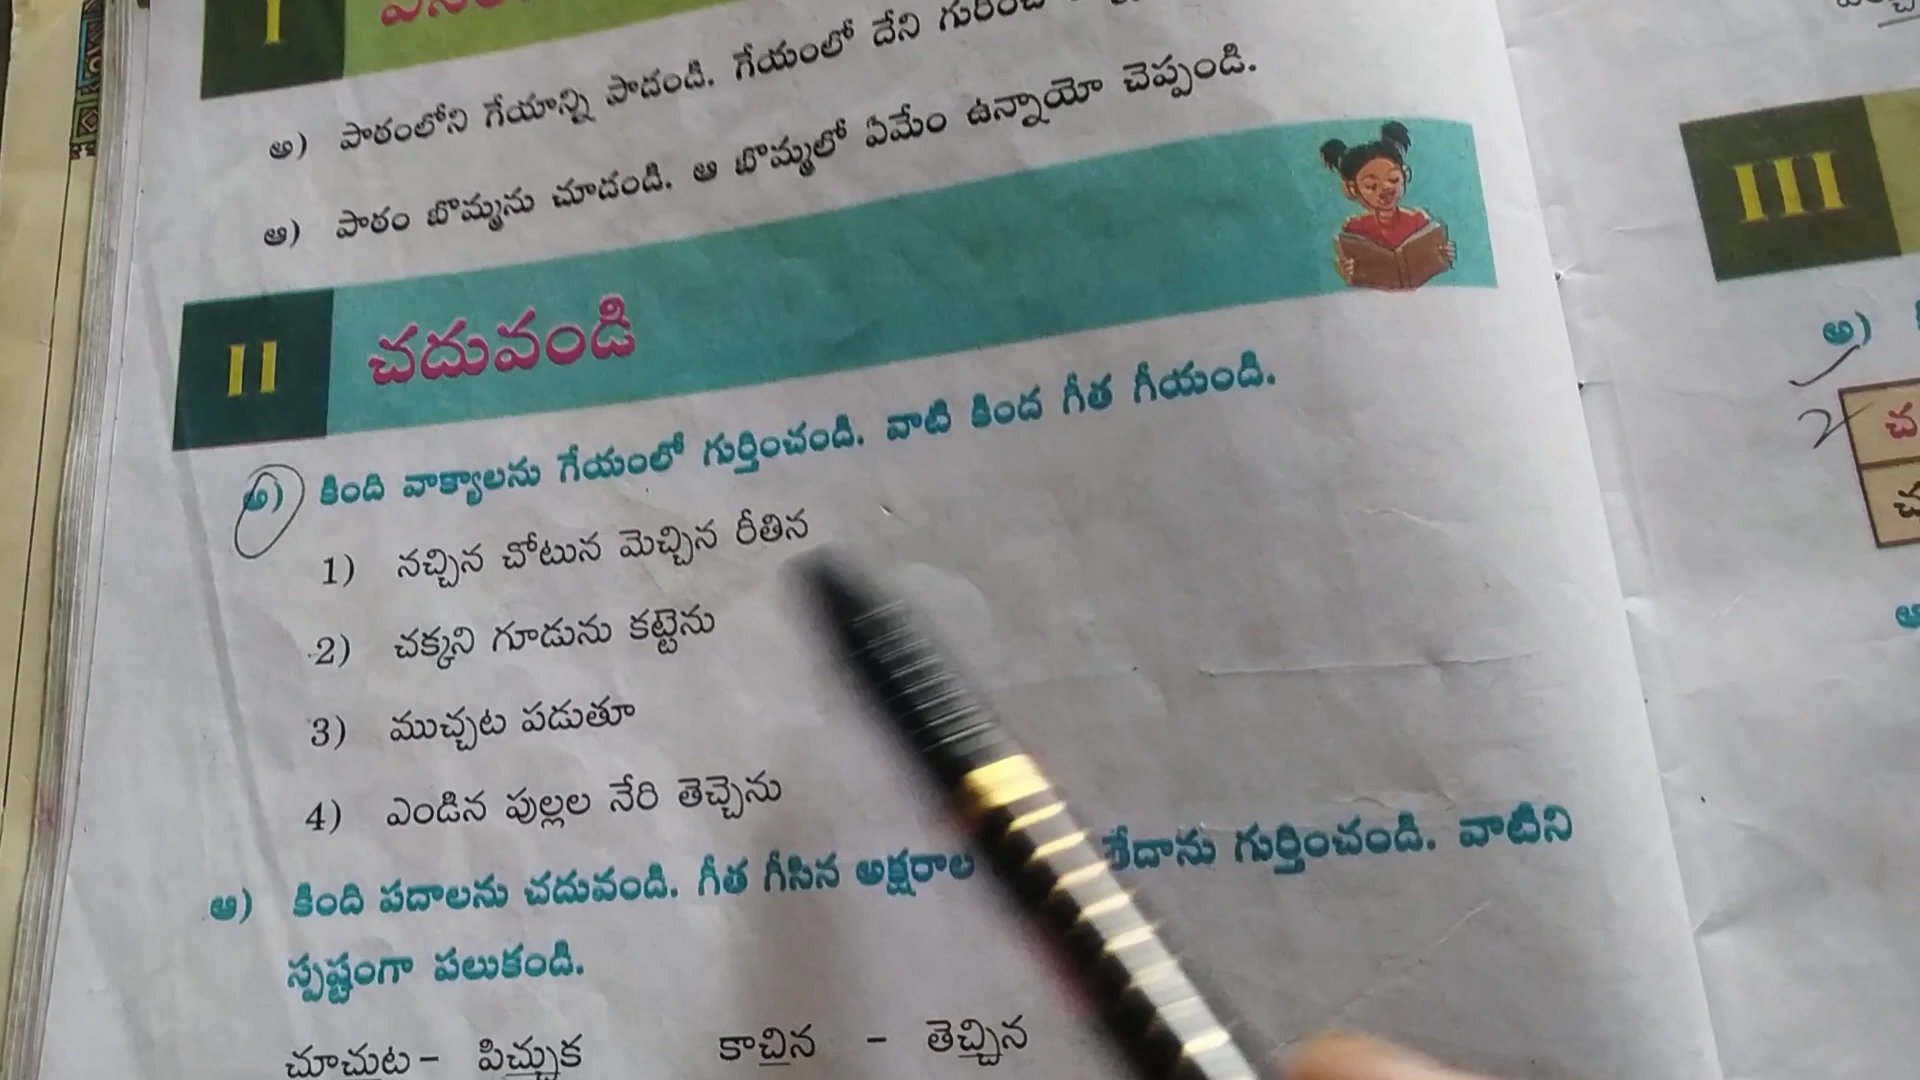 I
అ) పాఠంలోని గేయాన్ని పాడండి. గేయంలో దేని
ఆ) పాఠం బొమ్మను చూడండి. ఆ బొమ్మలో ఏమేం ఉన్నాయో చెప్పండి.
II చదువండి
అ) కింది వాక్యాలను గేయంలో గుర్తించండి. వాటి కింద గీత గీయండి.
1) నచ్చిన చోటున మెచ్చిన రీతిన
2) చక్కని గూడును కట్టెను
3) ముచ్చట పడుతూ
4) ఎండిన పుల్లల నేరి తెచ్చెను
ఆ) కింది పదాలను చదువండి. గీత గీసిన అక్షరాల గుర్తించండి. వాటిని
స్పష్టంగా పలుకండి.
చూచుట – పిచ్చుక కాచిన – తెచ్చిన
III
అ)
చ